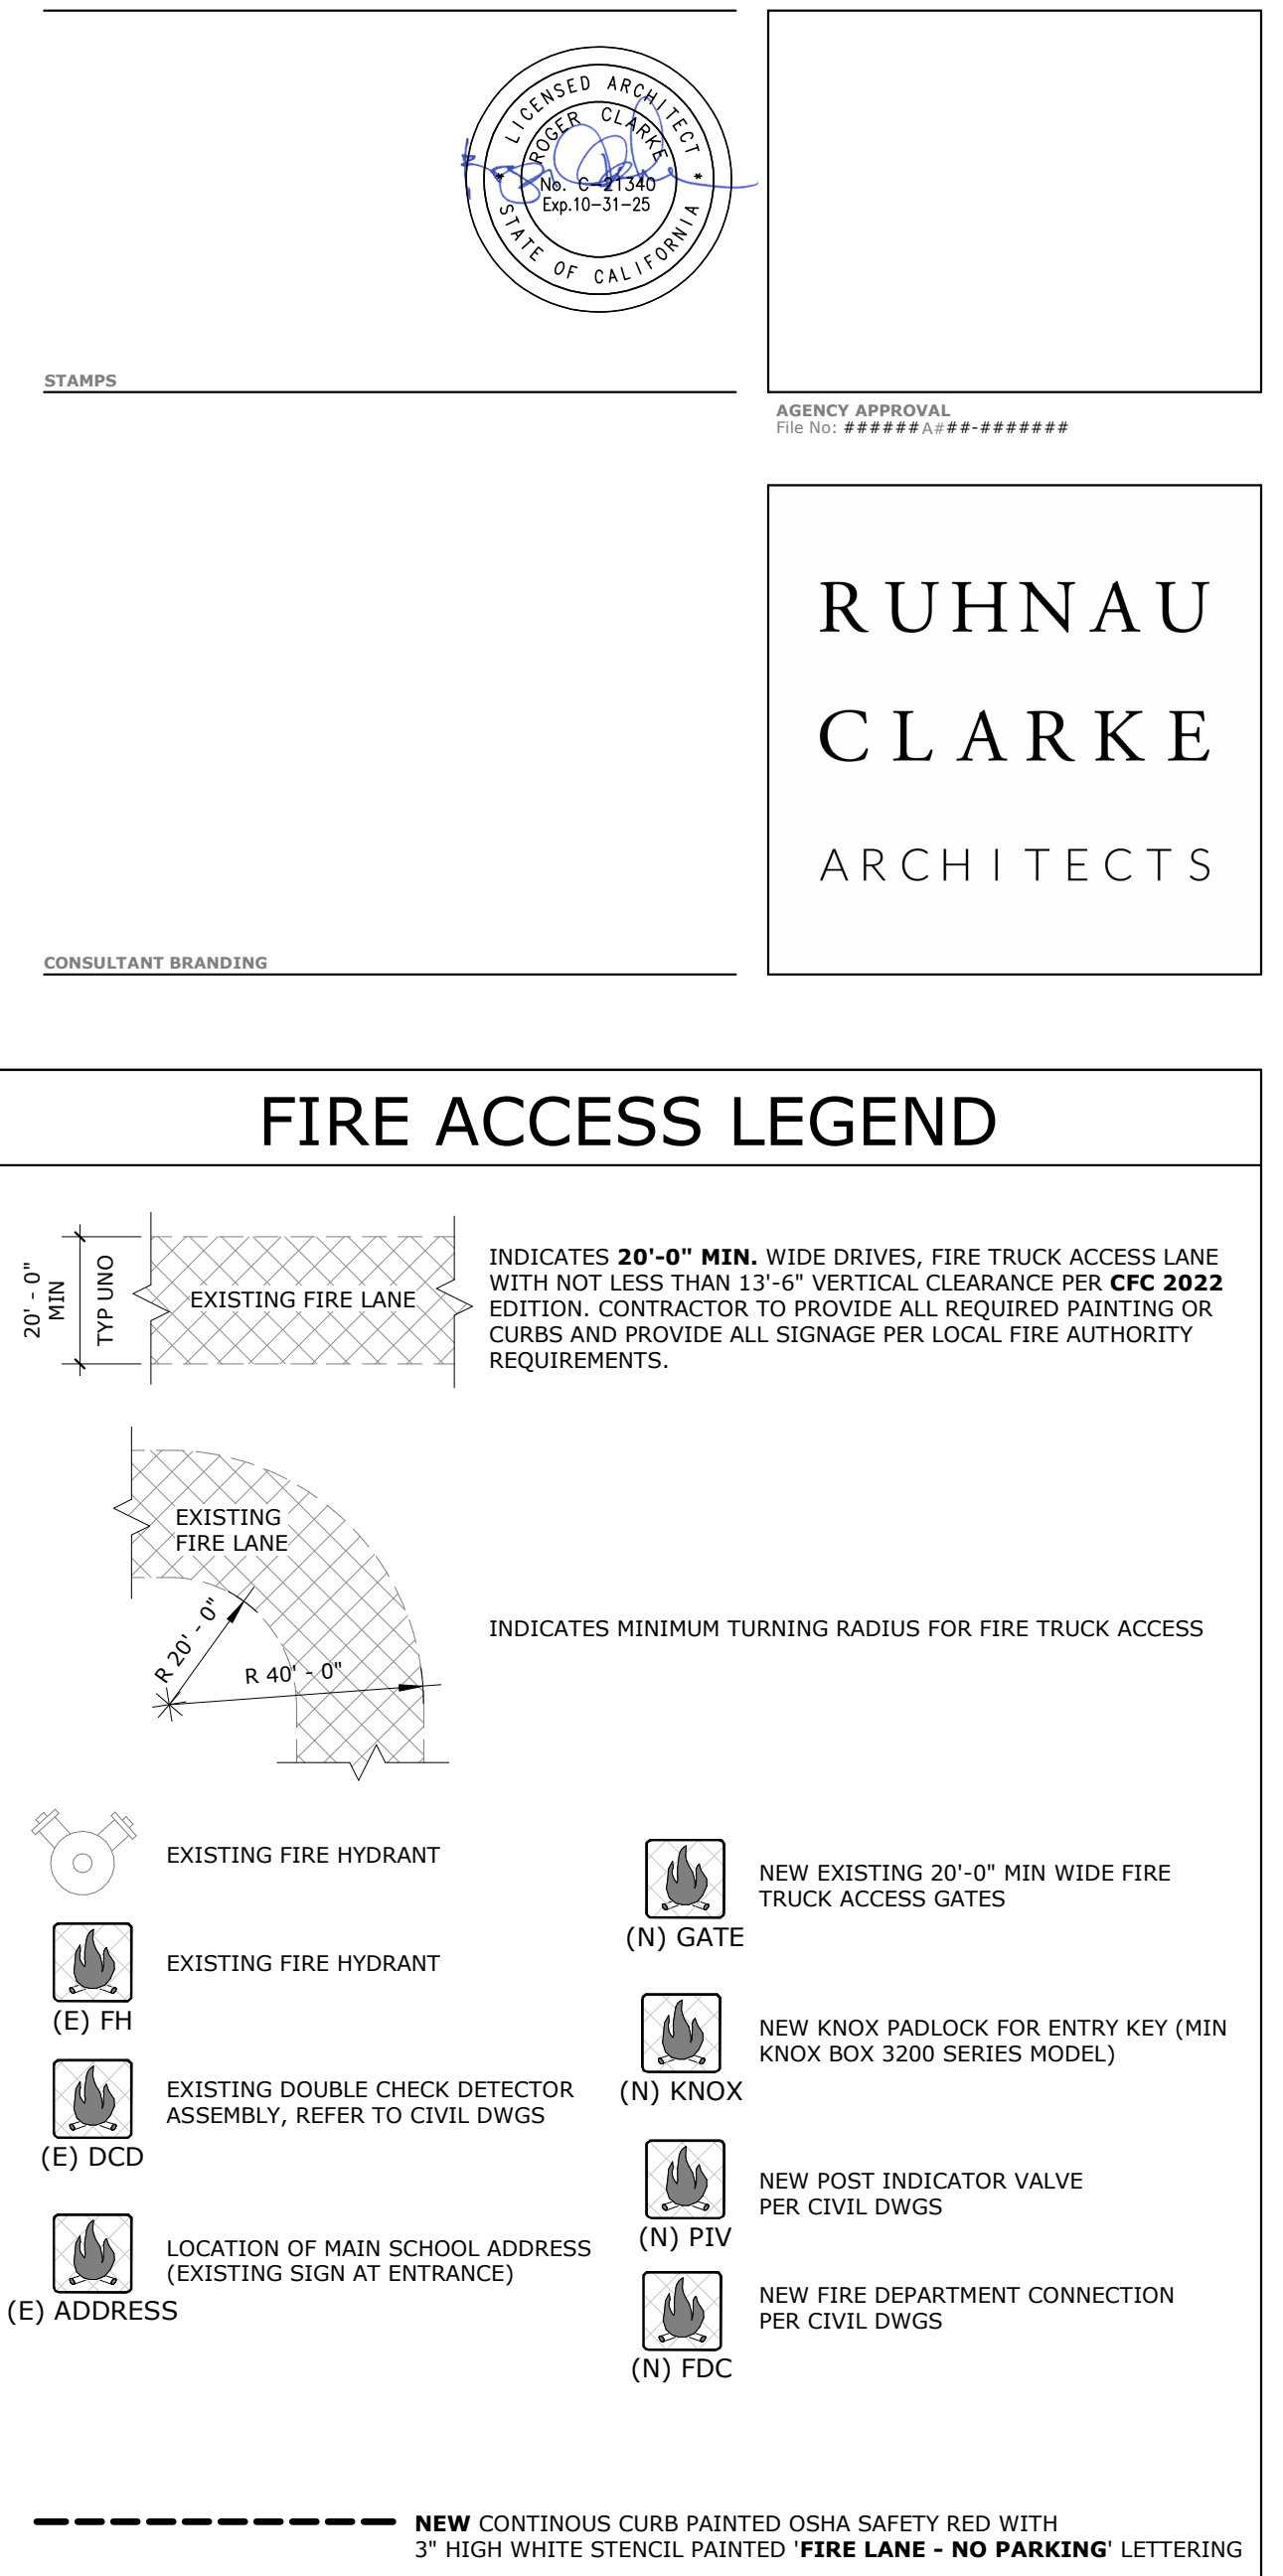 LICENSED ARCHITECT
ROGER CLARKE
No. C-21340
Exp.10-31-25
* STATE OF CALIFORNIA *
STAMPS
AGENCY APPROVAL
File No: ######A###-#######
RUHNAU
CLARKE
ARCHITECTS
CONSULTANT BRANDING
FIRE ACCESS LEGEND
20' - 0"
MIN
TYP UNO
EXISTING FIRE LANE
INDICATES 20'-0" MIN. WIDE DRIVES, FIRE TRUCK ACCESS LANE
WITH NOT LESS THAN 13'-6" VERTICAL CLEARANCE PER CFC 2022
EDITION. CONTRACTOR TO PROVIDE ALL REQUIRED PAINTING OR
CURBS AND PROVIDE ALL SIGNAGE PER LOCAL FIRE AUTHORITY
REQUIREMENTS.
EXISTING
FIRE LANE
R 20' - 0"
R 40' - 0"
INDICATES MINIMUM TURNING RADIUS FOR FIRE TRUCK ACCESS
EXISTING FIRE HYDRANT
(E) FH
EXISTING FIRE HYDRANT
(E) DCD
EXISTING DOUBLE CHECK DETECTOR
ASSEMBLY, REFER TO CIVIL DWGS
(E) ADDRESS
LOCATION OF MAIN SCHOOL ADDRESS
(EXISTING SIGN AT ENTRANCE)
(N) GATE
NEW EXISTING 20'-0" MIN WIDE FIRE
TRUCK ACCESS GATES
(N) KNOX
NEW KNOX PADLOCK FOR ENTRY KEY (MIN
KNOX BOX 3200 SERIES MODEL)
(N) PIV
NEW POST INDICATOR VALVE
PER CIVIL DWGS
(N) FDC
NEW FIRE DEPARTMENT CONNECTION
PER CIVIL DWGS
NEW CONTINOUS CURB PAINTED OSHA SAFETY RED WITH
3" HIGH WHITE STENCIL PAINTED 'FIRE LANE - NO PARKING' LETTERING